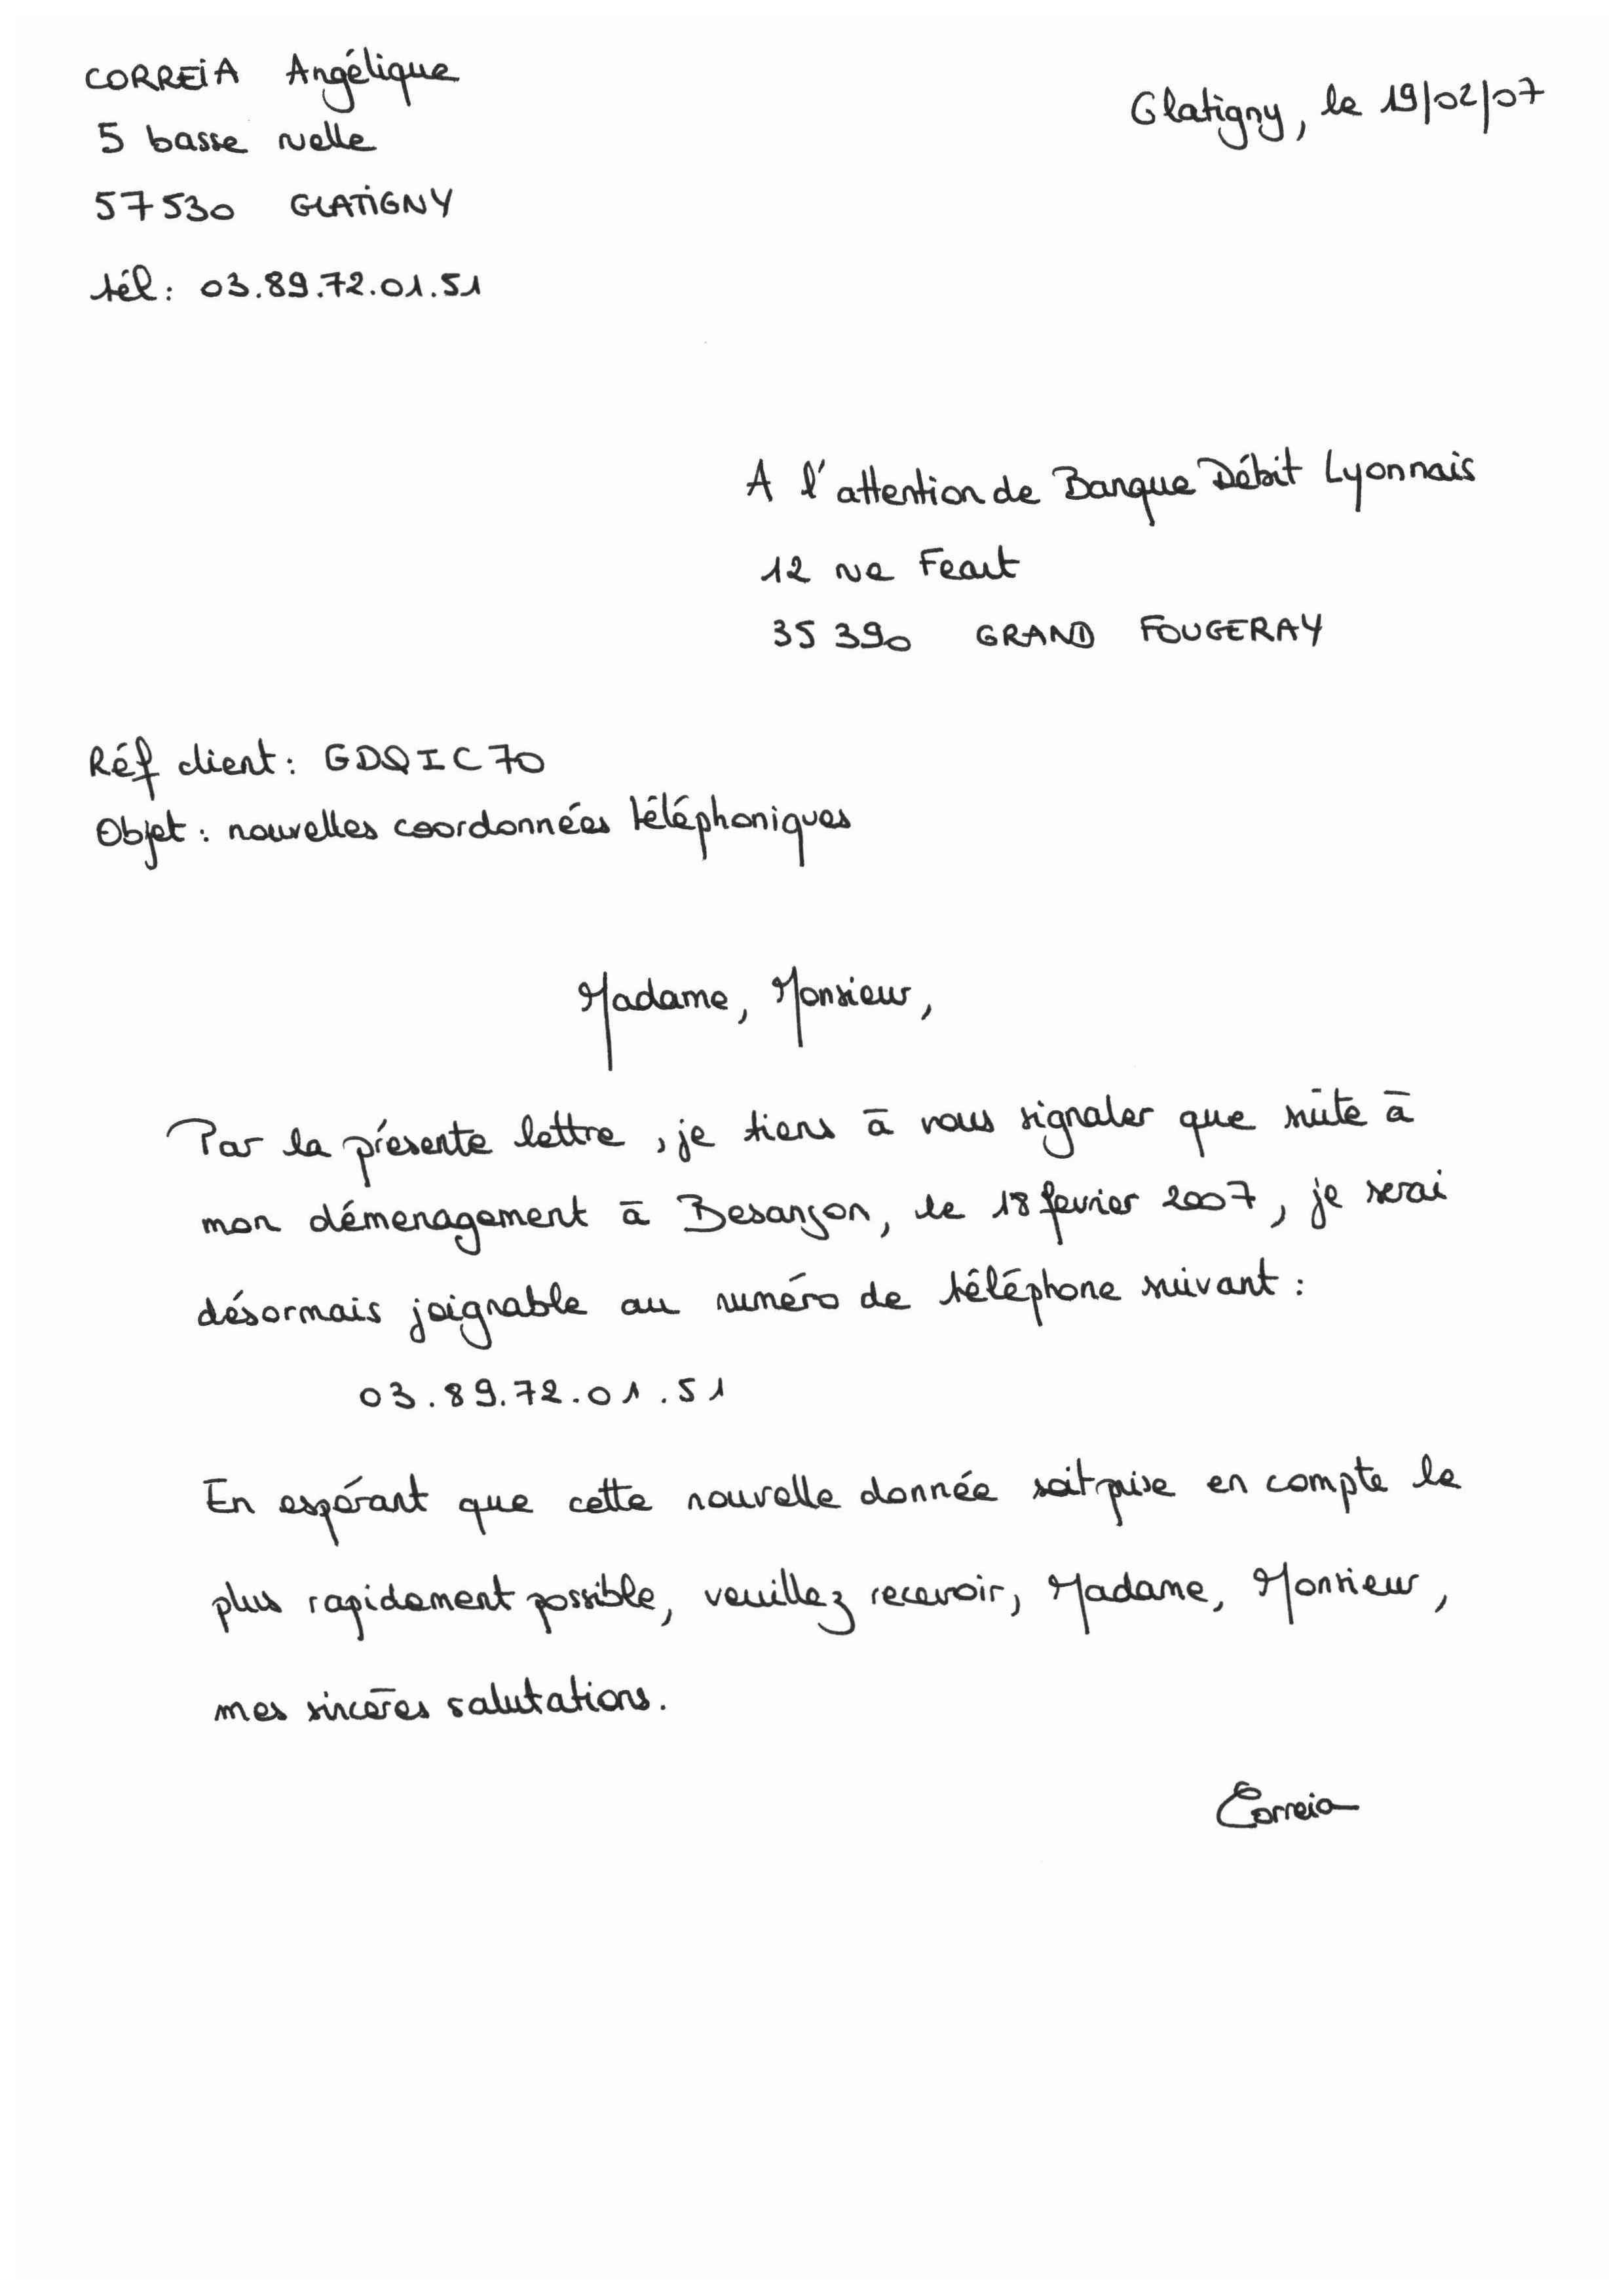 CORREIA Angélique
5 basse ruelle
57530 GLATIGNY
tél: 03.89.72.01.51
Glatigny, le 19/02/07
A l'attention de Banque Débit Lyonnais
12 rue Feart
35 390 GRAND FOUGERAY
Réf client: GDQIC70
Objet: nouvelles coordonnées téléphoniques
Madame, Monsieur,
Par la présente lettre, je tiens à vous signaler que suite à
mon démenagement à Besançon, le 18 fevrier 2007, je serai
désormais joignable au numéro de téléphone suivant :
03.89.72.01.51
En espérant que cette nouvelle donnée soit prise en compte le
plus rapidement possible, veuillez recevoir, Madame, Monsieur,
mes sincères salutations.
Correia